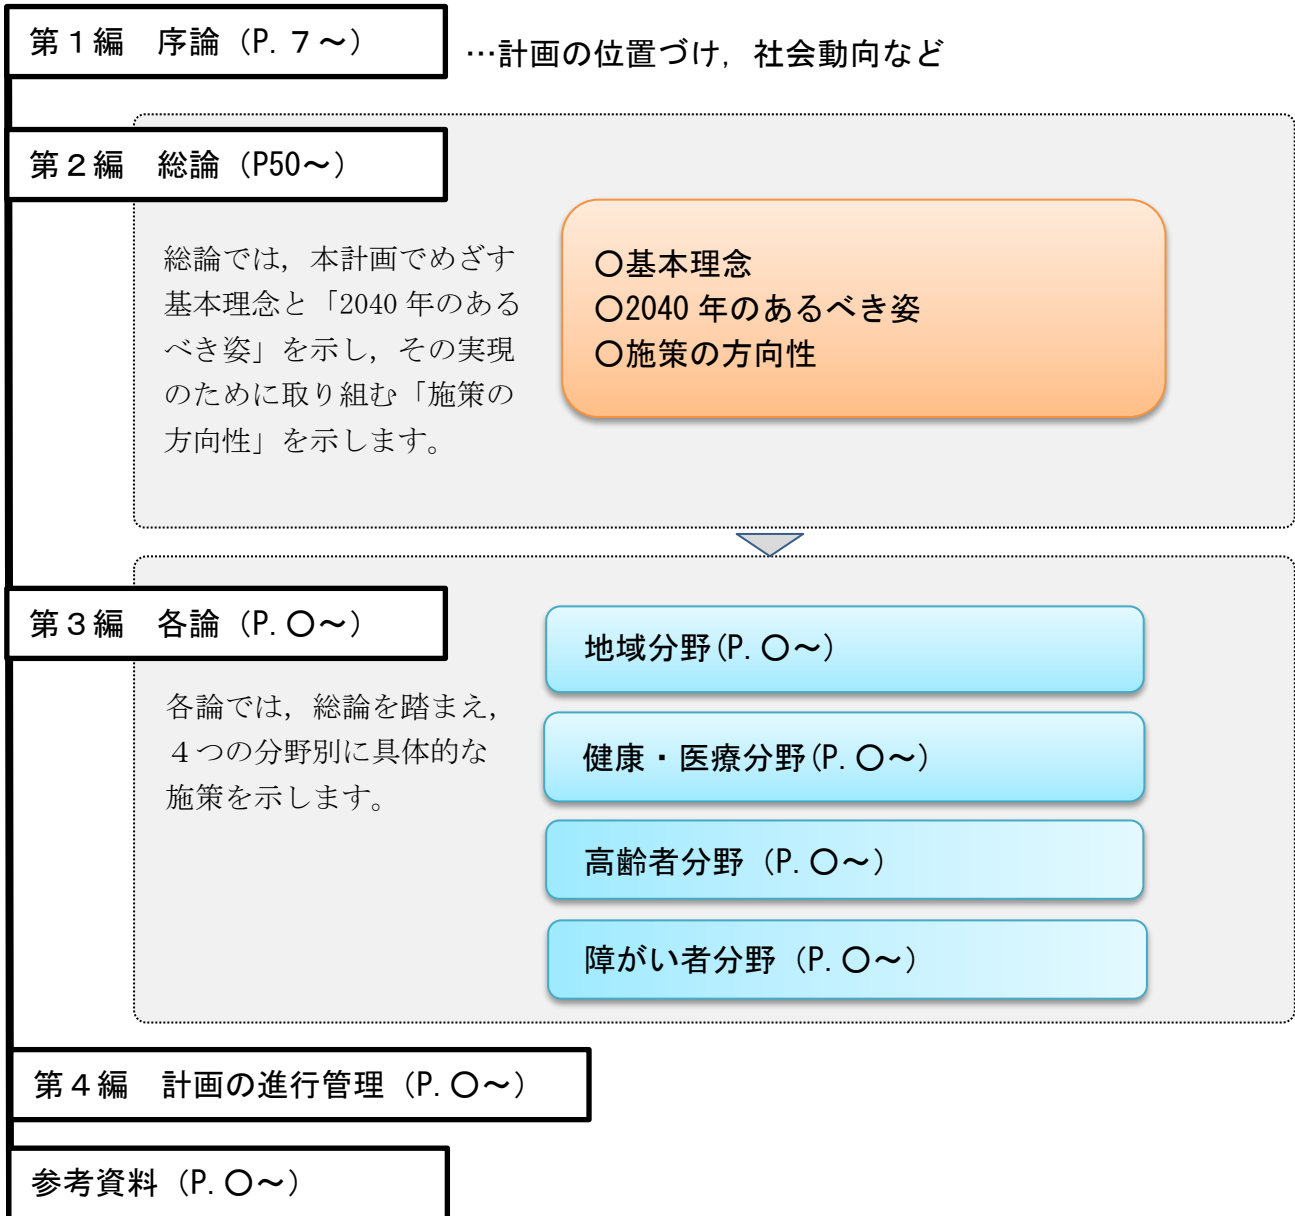 第１編　序論（P. ７～）
…計画の位置づけ，社会動向など
第２編　総論（P50～）
総論では，本計画でめざす
基本理念と「2040 年のある
べき姿」を示し，その実現
のために取り組む「施策の
方向性」を示します。
〇基本理念
〇2040 年のあるべき姿
〇施策の方向性
第３編　各論（P. 〇～）
各論では，総論を踏まえ，
４つの分野別に具体的な
施策を示します。
地域分野(P. 〇～）
健康・医療分野(P. 〇～）
高齢者分野（P. 〇～）
障がい者分野（P. 〇～）
第４編　計画の進行管理（P. 〇～）
参考資料（P. 〇～）